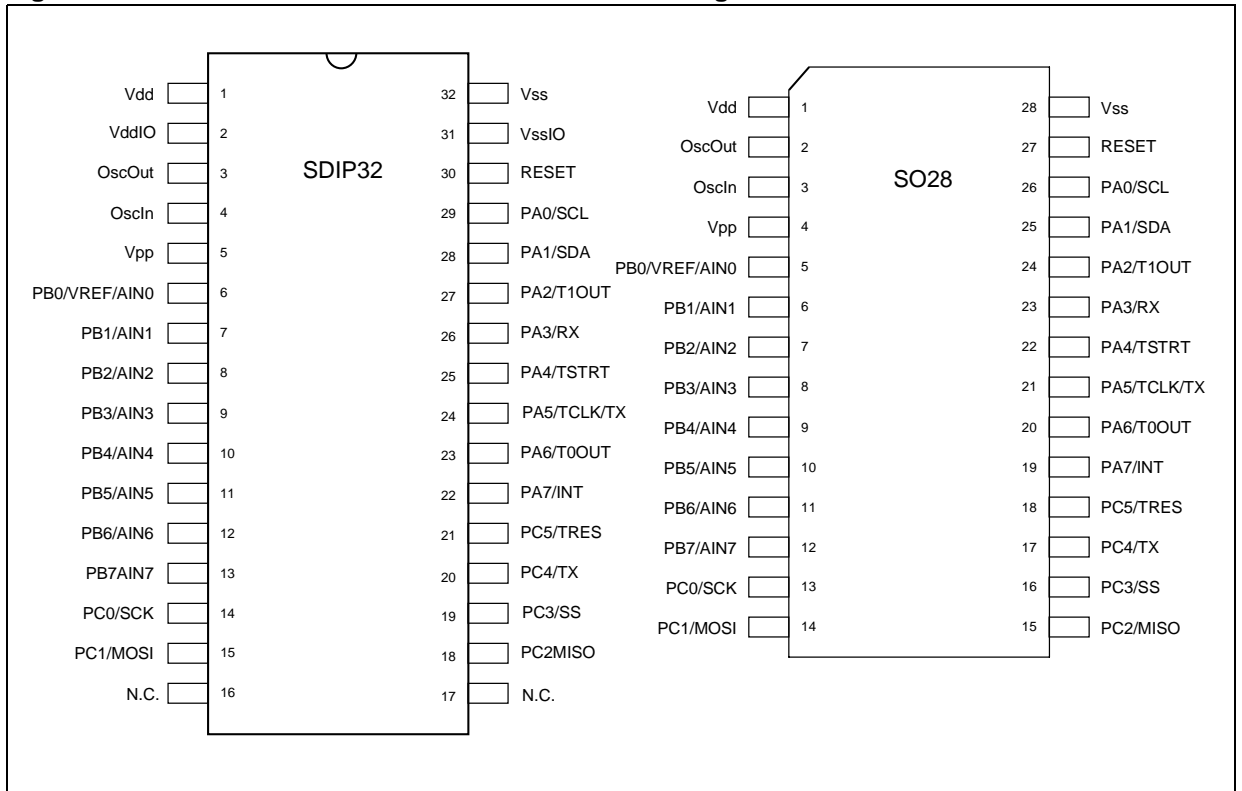 SDIP32
Vdd 1 32 Vss
VddIO 2 31 VssIO
OscOut 3 30 RESET
OscIn 4 29 PA0/SCL
Vpp 5 28 PA1/SDA
PB0/VREF/AIN0 6 27 PA2/T1OUT
PB1/AIN1 7 26 PA3/RX
PB2/AIN2 8 25 PA4/TSTRT
PB3/AIN3 9 24 PA5/TCLK/TX
PB4/AIN4 10 23 PA6/T0OUT
PB5/AIN5 11 22 PA7/INT
PB6/AIN6 12 21 PC5/TRES
PB7AIN7 13 20 PC4/TX
PC0/SCK 14 19 PC3/SS
PC1/MOSI 15 18 PC2MISO
N.C. 16 17 N.C.
SO28
Vdd 1 28 Vss
OscOut 2 27 RESET
OscIn 3 26 PA0/SCL
Vpp 4 25 PA1/SDA
PB0/VREF/AIN0 5 24 PA2/T1OUT
PB1/AIN1 6 23 PA3/RX
PB2/AIN2 7 22 PA4/TSTRT
PB3/AIN3 8 21 PA5/TCLK/TX
PB4/AIN4 9 20 PA6/T0OUT
PB5/AIN5 10 19 PA7/INT
PB6/AIN6 11 18 PC5/TRES
PB7/AIN7 12 17 PC4/TX
PC0/SCK 13 16 PC3/SS
PC1/MOSI 14 15 PC2/MISO